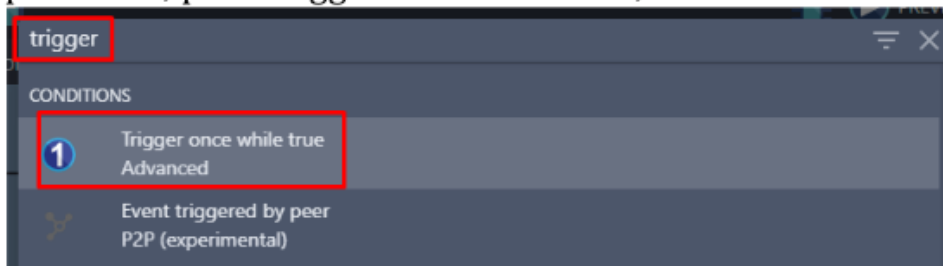 trigger
CONDITIONS
Trigger once while true
Advanced
Event triggered by peer
P2P (experimental)